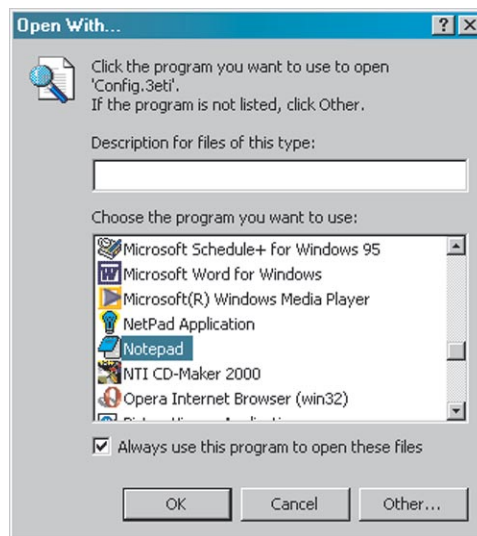 Open With...
Click the program you want to use to open
'Config.3eti'.
If the program is not listed, click Other.
Description for files of this type:
Choose the program you want to use:
Microsoft Schedule+ for Windows 95
Microsoft Word for Windows
Microsoft(R) Windows Media Player
NetPad Application
Notepad
NTI CD-Maker 2000
Opera Internet Browser (win32)
Always use this program to open these files
OK
Cancel
Other...